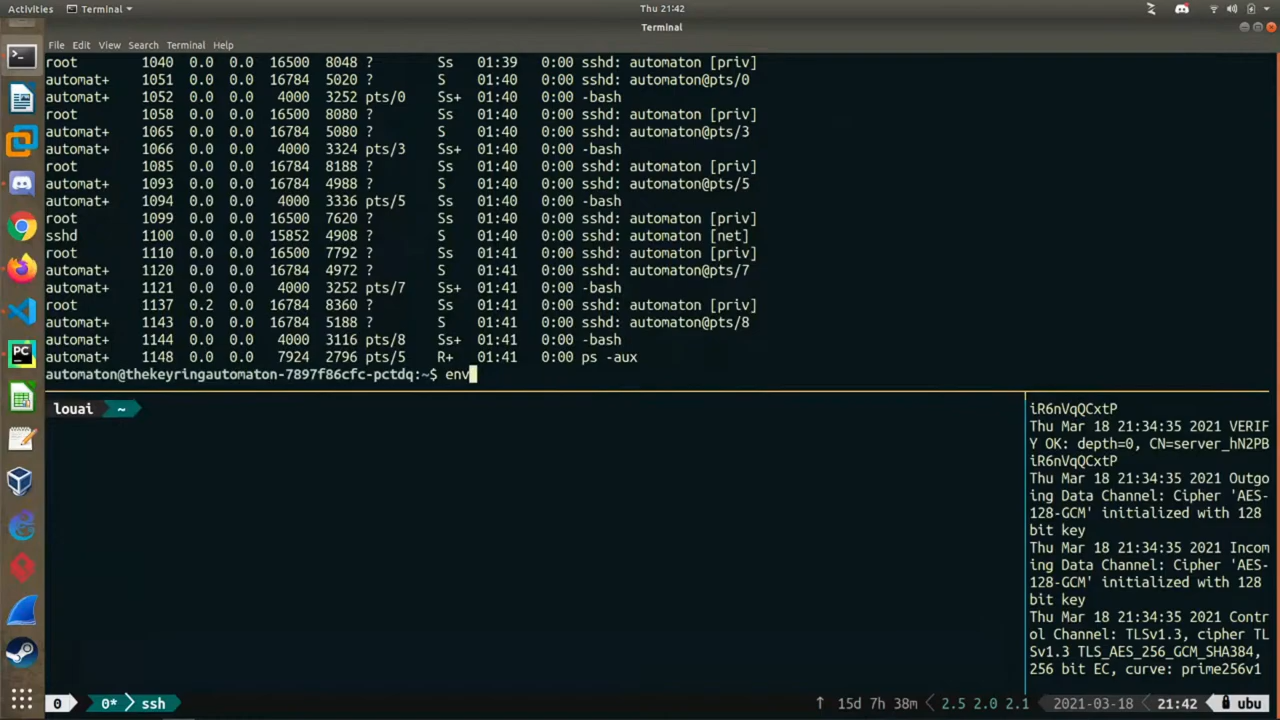 Activities Terminal Thu 21:42
Terminal
File Edit View Search Terminal Help
root 1040 0.0 0.0 16500 8048 ? Ss 01:39 0:00 sshd: automaton [priv]
automat+ 1051 0.0 0.0 16784 5020 ? S 01:40 0:00 sshd: automaton@pts/0
automat+ 1052 0.0 0.0 4000 3252 pts/0 Ss+ 01:40 0:00 -bash
root 1058 0.0 0.0 16500 8080 ? Ss 01:40 0:00 sshd: automaton [priv]
automat+ 1065 0.0 0.0 16784 5080 ? S 01:40 0:00 sshd: automaton@pts/3
automat+ 1066 0.0 0.0 4000 3324 pts/3 Ss+ 01:40 0:00 -bash
root 1085 0.0 0.0 16500 8188 ? Ss 01:40 0:00 sshd: automaton [priv]
automat+ 1093 0.0 0.0 16784 4988 ? S 01:40 0:00 sshd: automaton@pts/5
automat+ 1094 0.0 0.0 4000 3336 pts/5 Ss 01:40 0:00 -bash
root 1099 0.0 0.0 16500 7620 ? Ss 01:40 0:00 sshd: automaton [priv]
sshd 1100 0.0 0.0 15852 4908 ? S 01:40 0:00 sshd: automaton [net]
root 1110 0.0 0.0 16500 7792 ? Ss 01:41 0:00 sshd: automaton [priv]
automat+ 1120 0.0 0.0 16784 4972 ? S 01:41 0:00 sshd: automaton@pts/7
automat+ 1121 0.0 0.0 4000 3252 pts/7 Ss+ 01:41 0:00 -bash
root 1137 0.2 0.0 16784 8360 ? Ss 01:41 0:00 sshd: automaton [priv]
automat+ 1143 0.0 0.0 16784 5188 ? S 01:41 0:00 sshd: automaton@pts/8
automat+ 1144 0.0 0.0 4000 3116 pts/8 Ss+ 01:41 0:00 -bash
automat+ 1148 0.0 0.0 7924 2796 pts/5 R+ 01:41 0:00 ps -aux
automaton@thekeyringautomaton-7897f86cfc-pctdq:~$ env
louai ~
iR6nVqQCxtP
Thu Mar 18 21:34:35 2021 VERIF
Y OK: depth=0, CN=server_hN2PB
iR6nVqQCxtP
Thu Mar 18 21:34:35 2021 Outgo
ing Data Channel: Cipher 'AES-
128-GCM' initialized with 128
bit key
Thu Mar 18 21:34:35 2021 Incom
ing Data Channel: Cipher 'AES-
128-GCM' initialized with 128
bit key
Thu Mar 18 21:34:35 2021 Contr
ol Channel: TLSv1.3, cipher TL
Sv1.3 TLS_AES_256_GCM_SHA384,
256 bit EC, curve: prime256v1
0 0* ssh ↑ 15d 7h 38m 2.5 2.0 2.1 2021-03-18 21:42 ubu